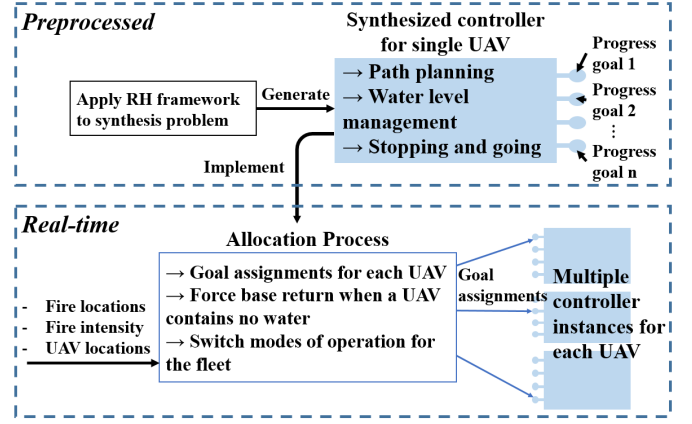 Preprocessed
Synthesized controller
for single UAV
Apply RH framework
to synthesis problem
Generate
→ Path planning
→ Water level
management
→ Stopping and going
Progress
goal 1
Progress
goal 2
⋮
Progress
goal n
Implement
Real-time
Allocation Process
- Fire locations
- Fire intensity
- UAV locations
→ Goal assignments for each UAV
→ Force base return when a UAV
contains no water
→ Switch modes of operation for
the fleet
Goal
assignments
Multiple
controller
instances for
each UAV